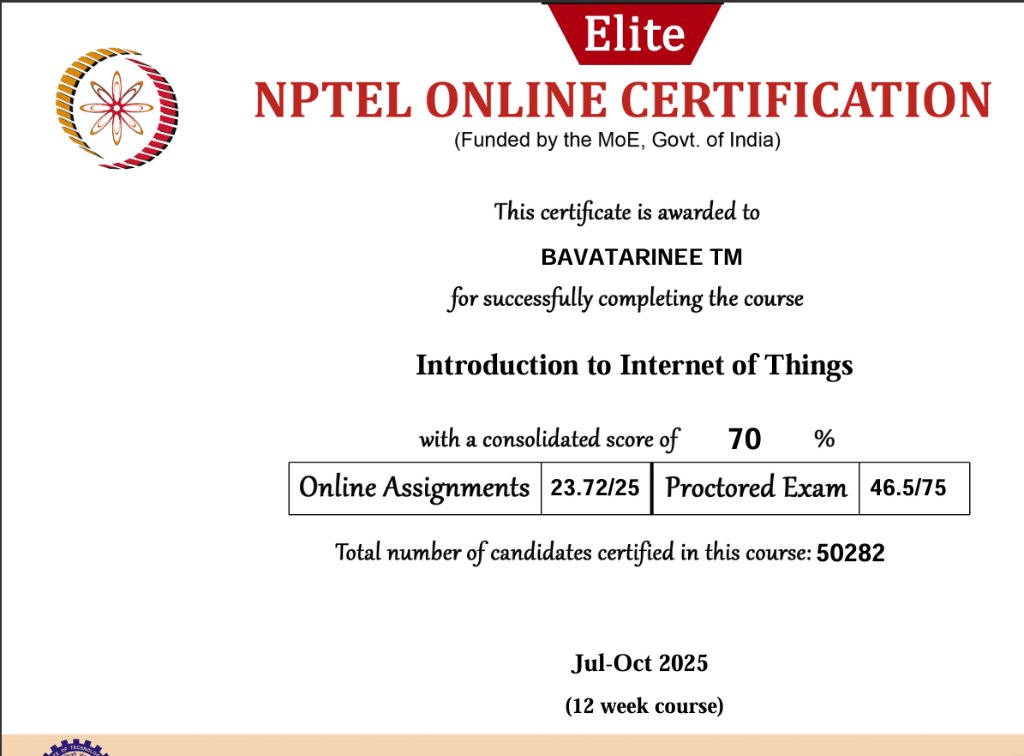 Elite
NPTEL ONLINE CERTIFICATION
(Funded by the MoE, Govt. of India)
This certificate is awarded to
BAVATARINEE TM
for successfully completing the course
Introduction to Internet of Things
with a consolidated score of 70 %
Online Assignments 23.72/25 Proctored Exam 46.5/75
Total number of candidates certified in this course: 50282
Jul-Oct 2025
(12 week course)
OF TECHNOLOGY